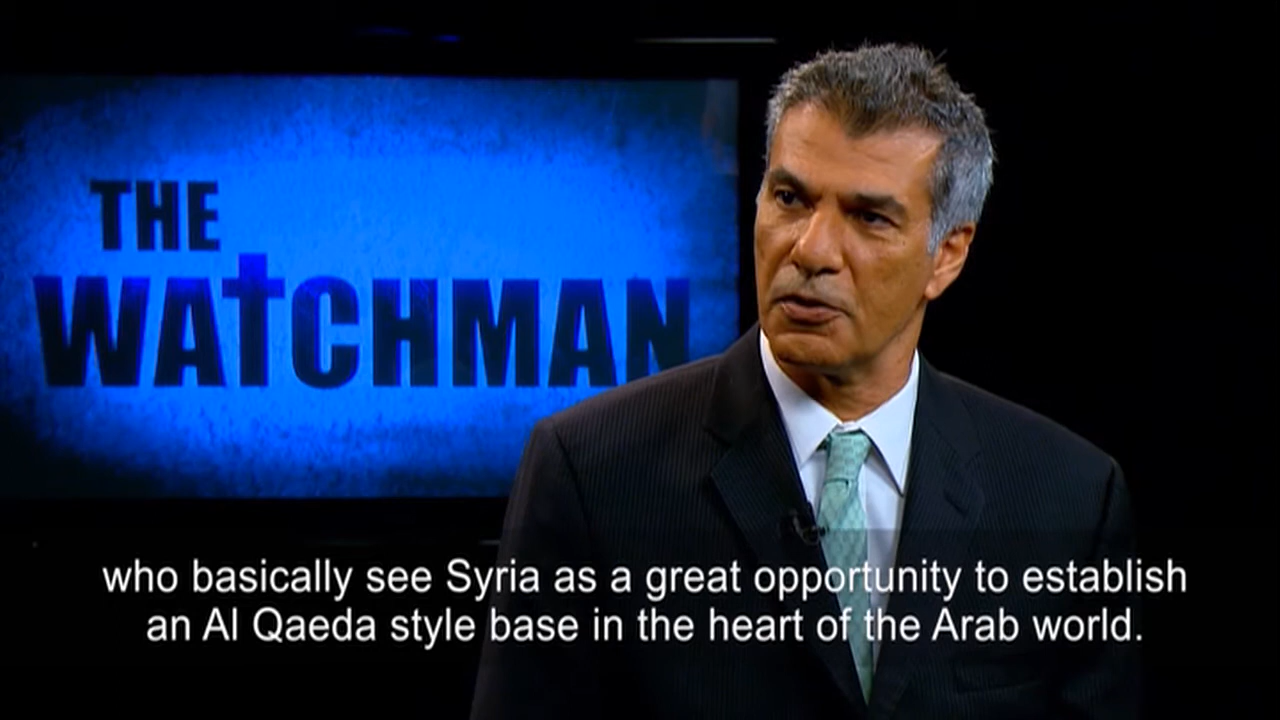 THE
WATCHMAN
who basically see Syria as a great opportunity to establish
an Al Qaeda style base in the heart of the Arab world.